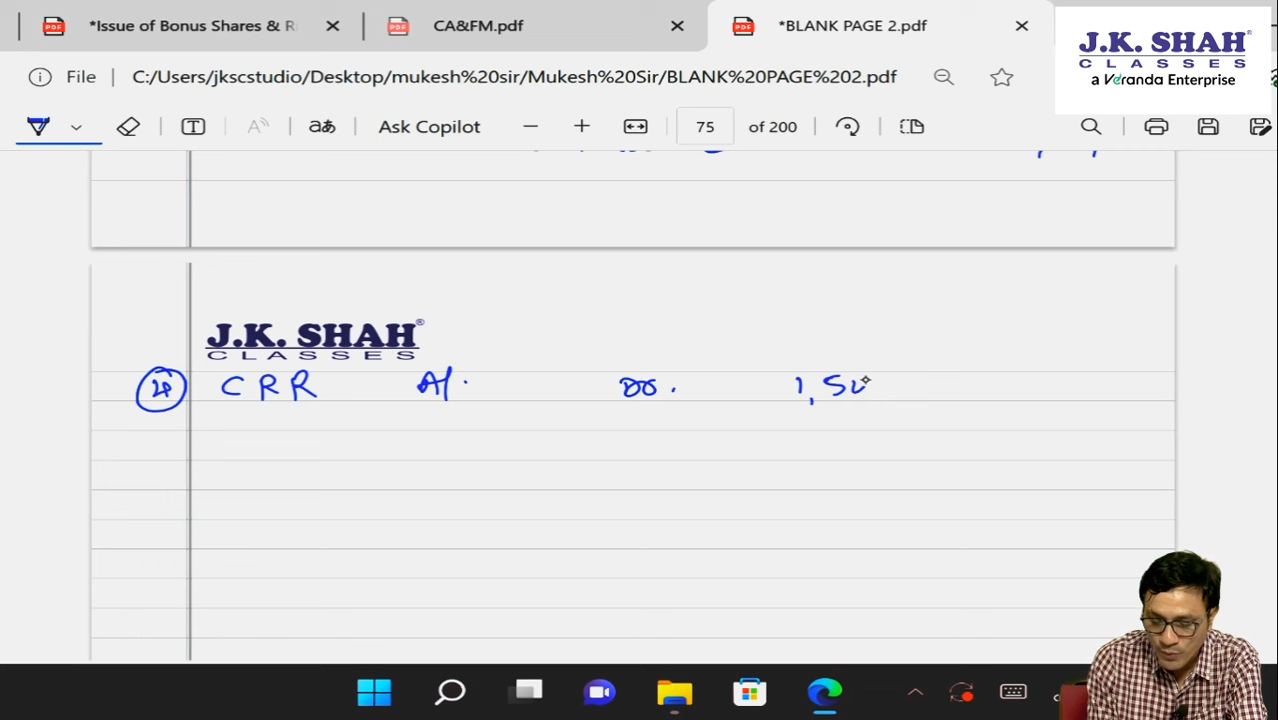 *Issue of Bonus Shares & Ri
CA&FM.pdf
*BLANK PAGE 2.pdf
J.K. SHAH®
CLASSES
a Veranda Enterprise
File
C:/Users/jkscstudio/Desktop/mukesh%20sir/Mukesh%20Sir/BLANK%20PAGE%202.pdf
Ask Copilot
75 of 200
J.K. SHAH®
CLASSES
C R R A/.